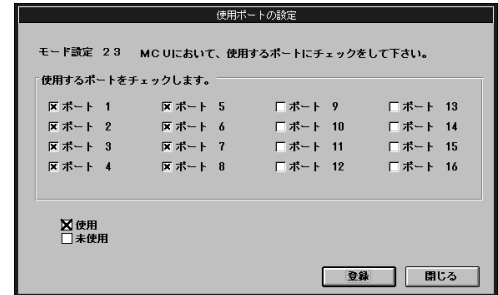 使用ポートの設定
モード設定 23 MCUにおいて、使用するポートにチェックをして下さい。
使用するポートをチェックします。
ポート 1 ポート 5 ポート 9 ポート 13
ポート 2 ポート 6 ポート 10 ポート 14
ポート 3 ポート 7 ポート 11 ポート 15
ポート 4 ポート 8 ポート 12 ポート 16
使用
未使用
登録 閉じる